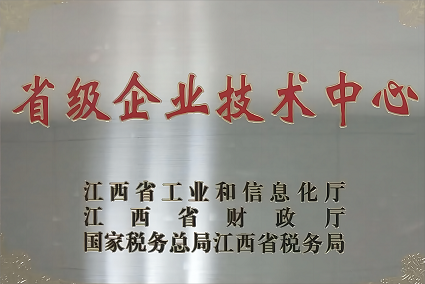 省级企业技术中心
江西省工业和信息化厅
江西省财政厅
国家税务总局江西省税务局